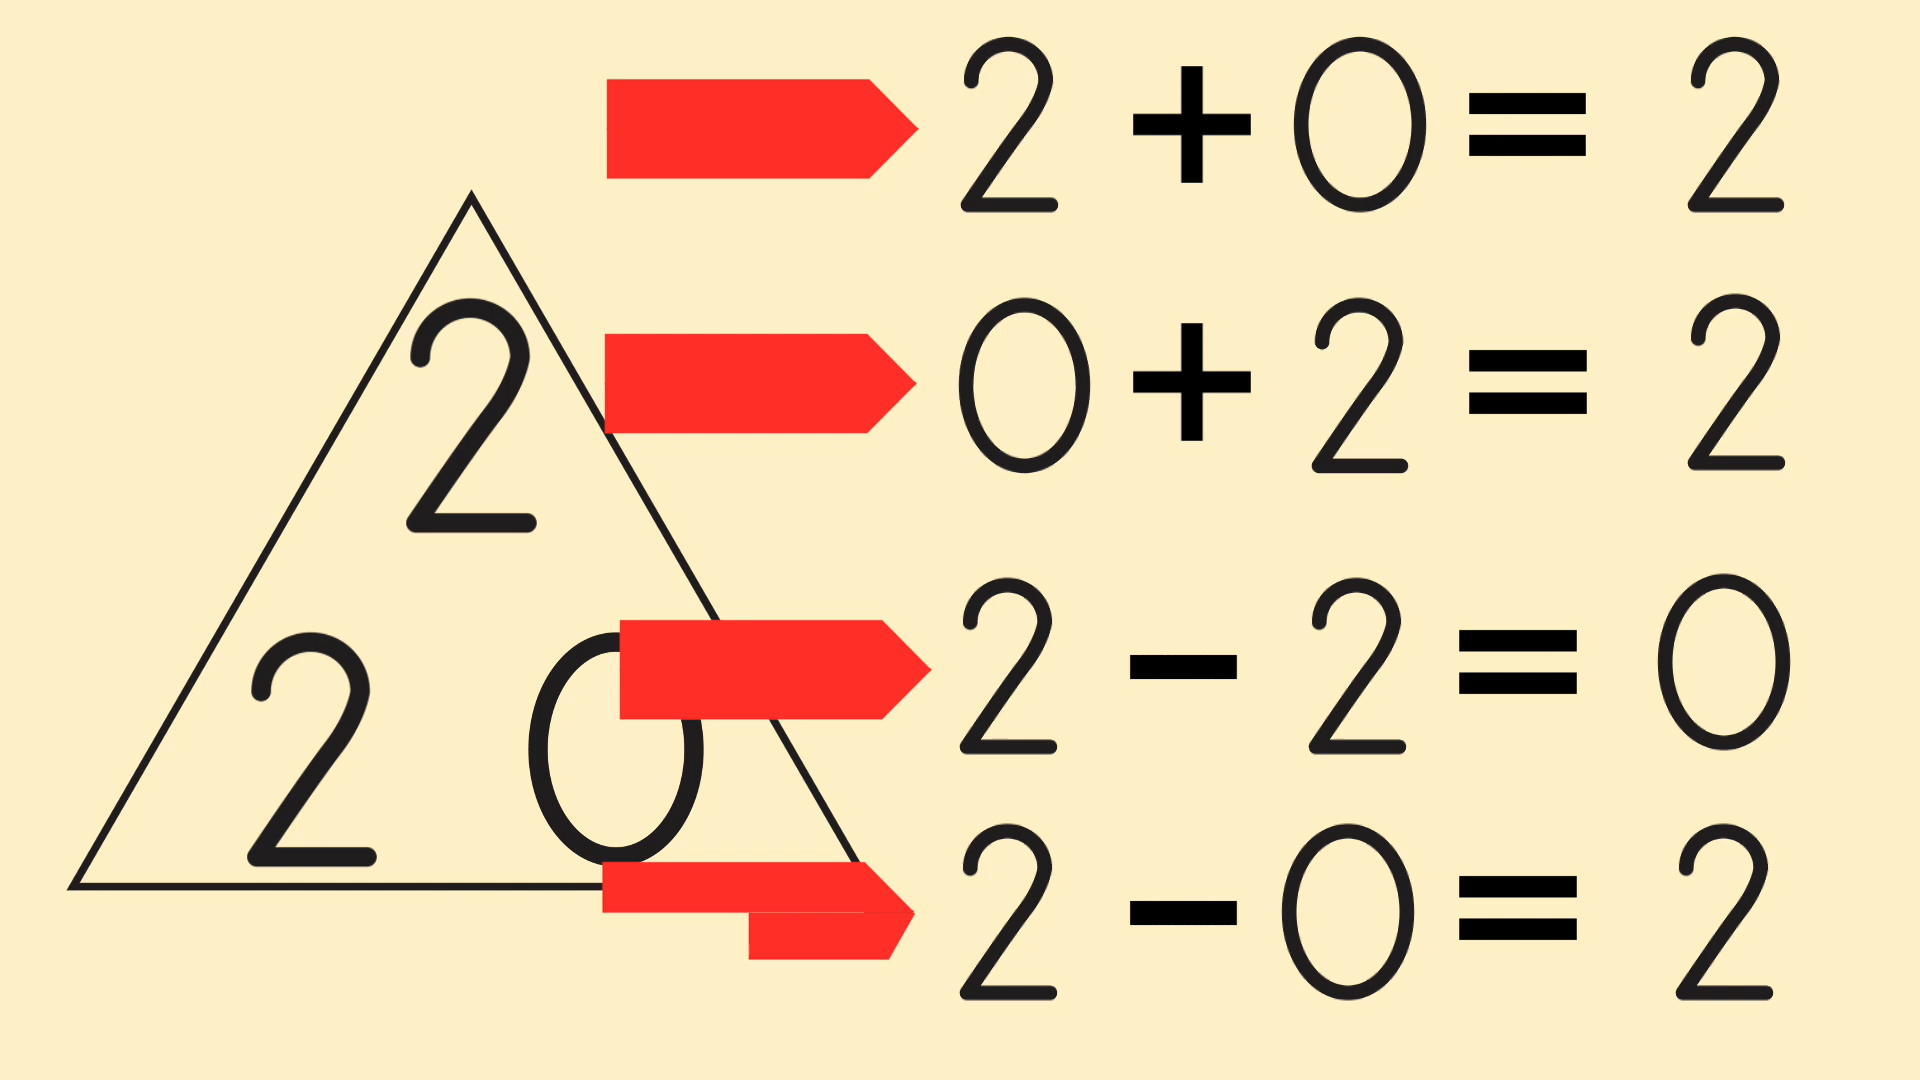 2 + 0 = 2
0 + 2 = 2
2 - 2 = 0
2 - 0 = 2
2
2 0